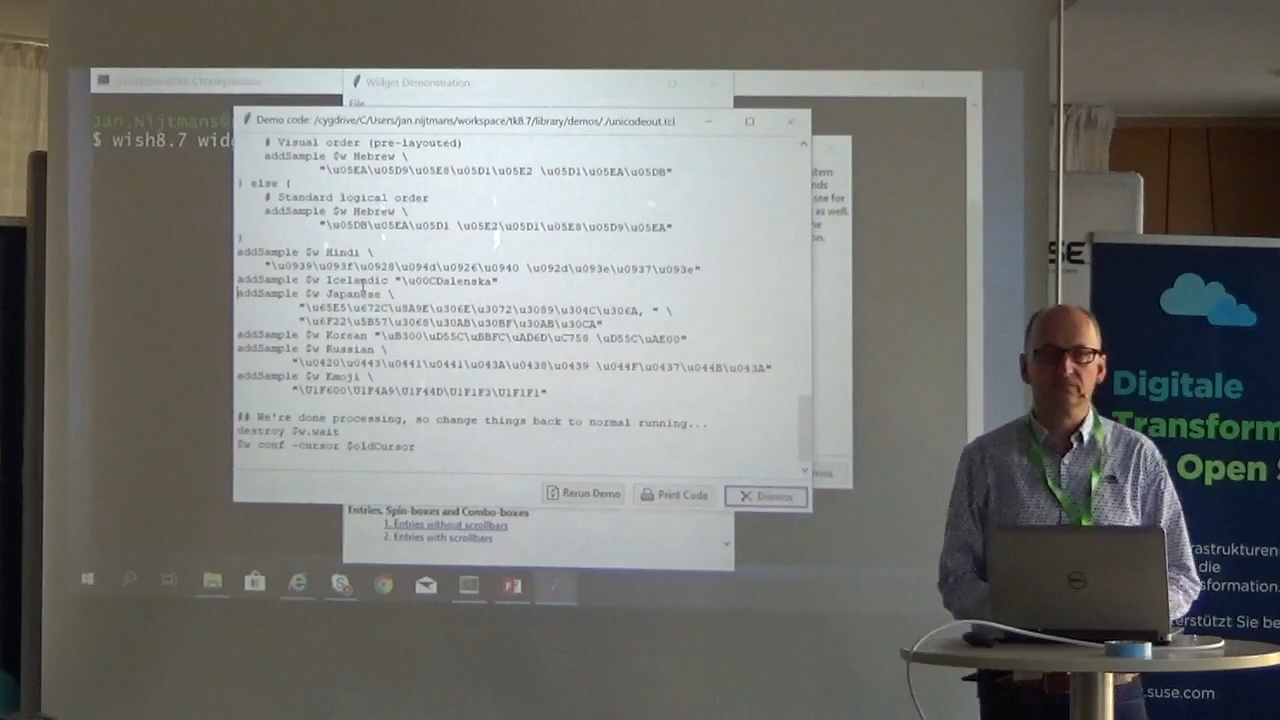 Widget Demonstration
File
Jan.Nijtmans@
$ wish8.7 wid
Demo code: /cygdrive/C/Users/jan.nijtmans/workspace/tk8.7/library/demos/./unicodeout.tcl
# Visual order (pre-layouted)
addSample $w Hebrew \
"\u05EA\u05D9\u05E8\u05D1\u05E2 \u05D1\u05EA\u05DB"
} else {
# Standard logical order
addSample $w Hebrew \
"\u05DB\u05EA\u05D1 \u05E2\u05D1\u05E8\u05D9\u05EA"
}
addSample $w Hindi \
"\u0939\u093f\u0928\u094d\u0926\u0940 \u092d\u093e\u0937\u093e"
addSample $w Icelandic "\u00CDslenska"
addSample $w Japanese \
"\u65E5\u672C\u8A9E\u306E\u3072\u3089\u304C\u306A, " \
"\u6F22\u5B57\u3068\u30AB\u30BF\u30AB\u30CA"
addSample $w Korean "\uB300\uD55C\uBBFC\uAD6D\uC758 \uD55C\uAE00"
addSample $w Russian \
"\u0420\u0443\u0441\u0441\u043A\u0438\u0439 \u044F\u0437\u044B\u043A"
addSample $w Emoji \
"\U1F600\U1F4A9\U1F44D\U1F1F3\U1F1F1"
## We're done processing, so change things back to normal running...
destroy $w.wait
$w conf -cursor $oldCursor
Rerun Demo
Print Code
Dismiss
see for
as well.
Entries, Spin-boxes and Combo-boxes
1. Entries without scrollbars
2. Entries with scrollbars
SE
Digitale
Transform
Open S
rastrukturen
die
sformation
erstützt Sie be
.suse.com
DELL